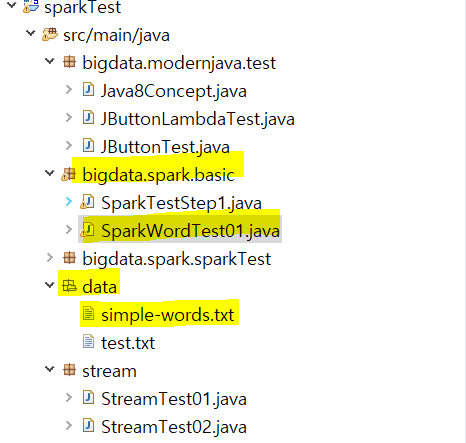 sparkTest
src/main/java
bigdata.modernjava.test
Java8Concept.java
JButtonLambdaTest.java
JButtonTest.java
bigdata.spark.basic
SparkTestStep1.java
SparkWordTest01.java
bigdata.spark.sparkTest
data
simple-words.txt
test.txt
stream
StreamTest01.java
StreamTest02.java